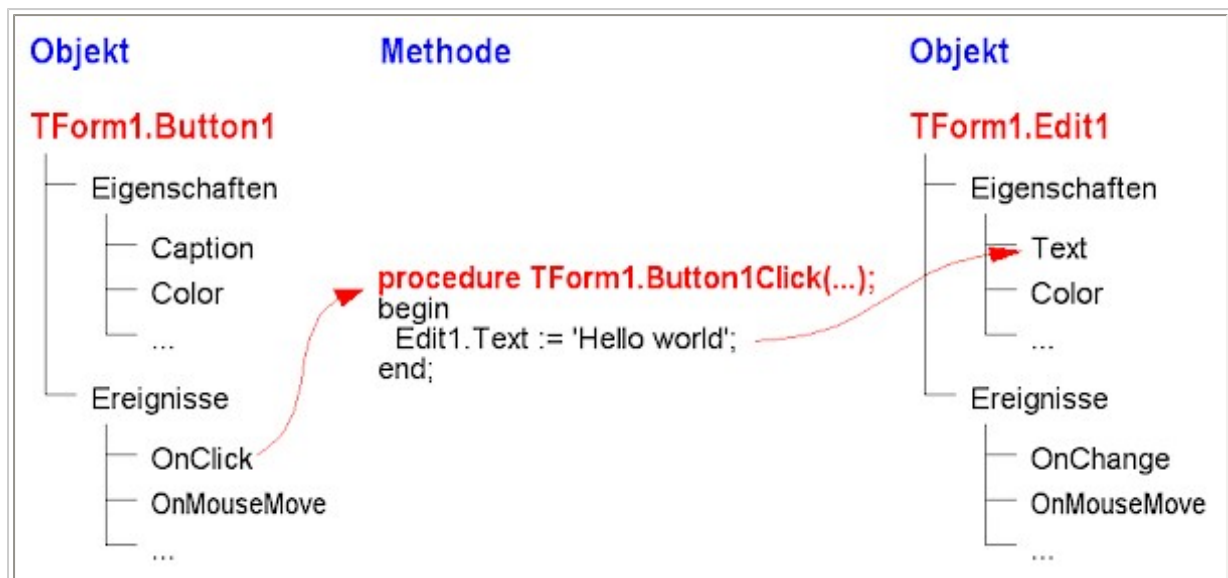 Objekt
Methode
Objekt
TForm1.Button1
Eigenschaften
Caption
Color
...
Ereignisse
OnClick
OnMouseMove
...
procedure TForm1.Button1Click(...);
begin
Edit1.Text := 'Hello world';
end;
TForm1.Edit1
Eigenschaften
Text
Color
...
Ereignisse
OnChange
OnMouseMove
...